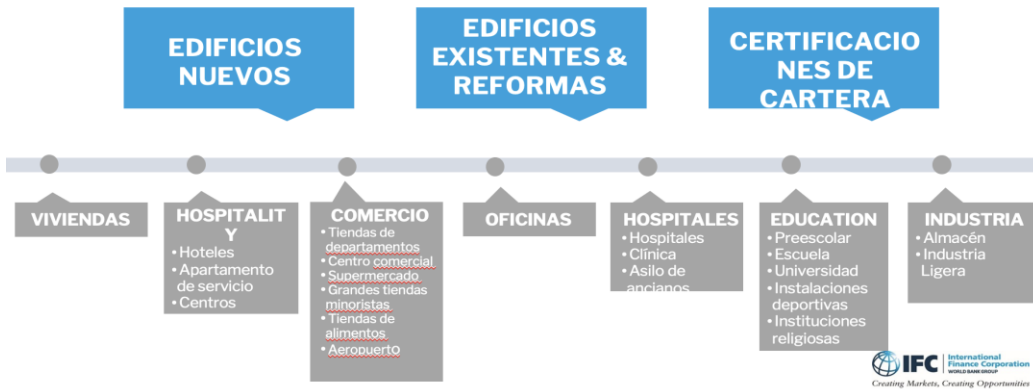 EDIFICIOS
NUEVOS
EDIFICIOS
EXISTENTES &
REFORMAS
CERTIFICACIO
NES DE
CARTERA
VIVIENDAS
HOSPITALIT
Y
• Hoteles
• Apartamento
de servicio
• Centros
COMERCIO
• Tiendas de
departamentos
• Centro comercial
• Supermercado
• Grandes tiendas
minoristas
• Tiendas de
alimentos
• Aeropuerto
OFICINAS
HOSPITALES
• Hospitales
• Clínica
• Asilo de
ancianos
EDUCATION
• Preescolar
• Escuela
• Universidad
• Instalaciones
deportivas
• Instituciones
religiosas
INDUSTRIA
• Almacén
• Industria
Ligera
IFC
International
Finance Corporation
WORLD BANK GROUP
Creating Markets, Creating Opportunities